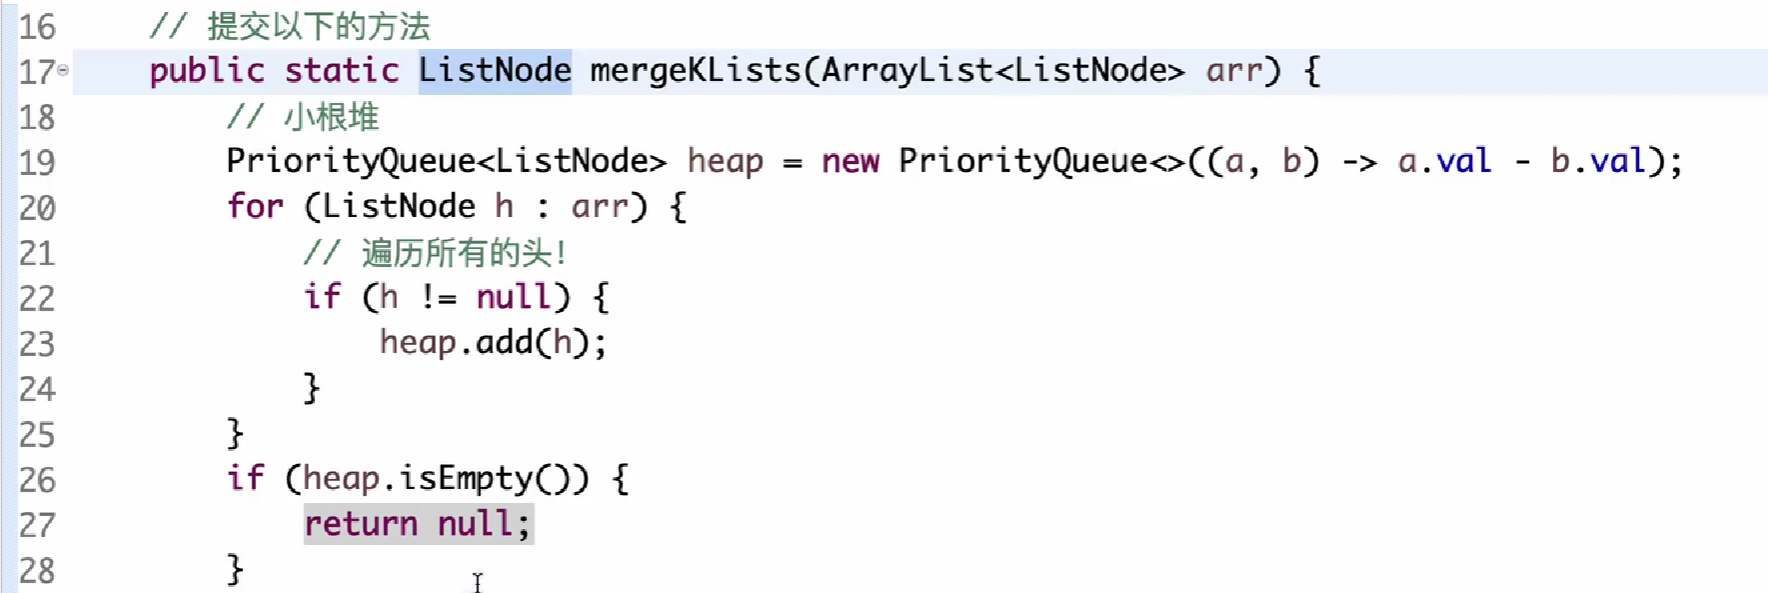 16 // 提交以下的方法
17 public static ListNode mergeKLists(ArrayList<ListNode> arr) {
18 // 小根堆
19 PriorityQueue<ListNode> heap = new PriorityQueue<>((a, b) -> a.val - b.val);
20 for (ListNode h : arr) {
21 // 遍历所有的头!
22 if (h != null) {
23 heap.add(h);
24 }
25 }
26 if (heap.isEmpty()) {
27 return null;
28 }